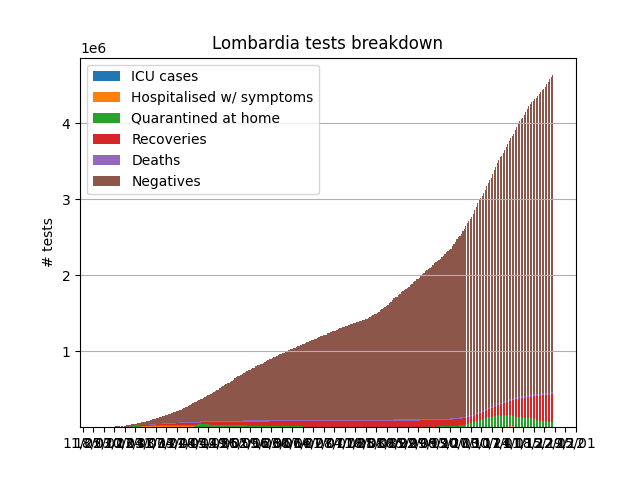 Lombardia tests breakdown
1e6
ICU cases
Hospitalised w/ symptoms
Quarantined at home
Recoveries
Deaths
Negatives
4
3
2
1
# tests